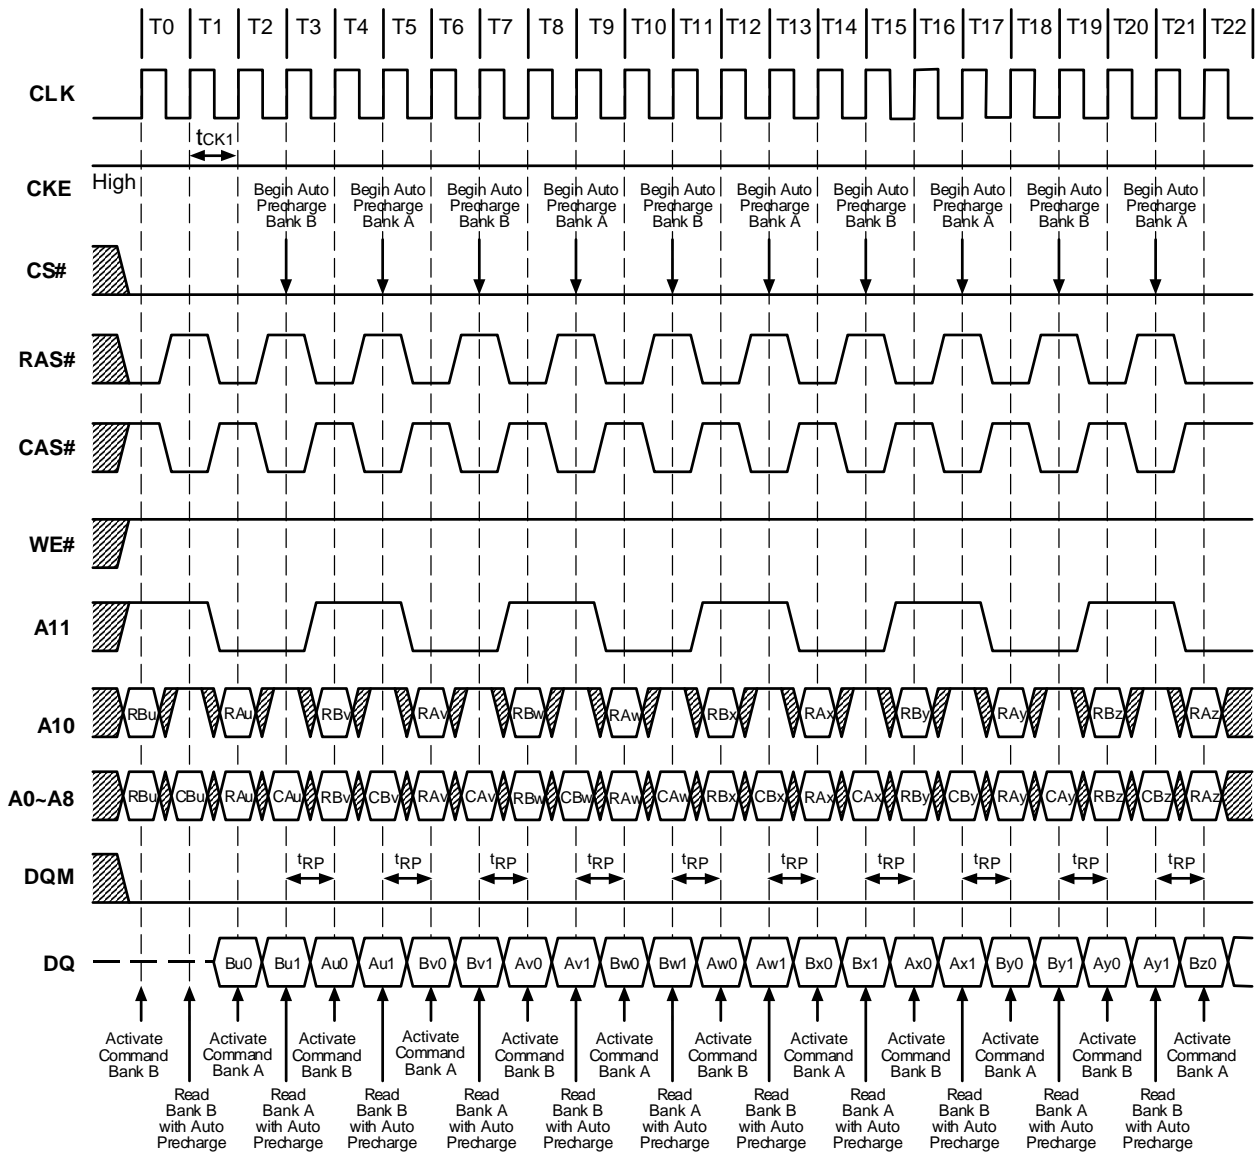 T0 T1 T2 T3 T4 T5 T6 T7 T8 T9 T10 T11 T12 T13 T14 T15 T16 T17 T18 T19 T20 T21 T22
CLK
tCK1
CKE
High
Begin Auto
Precharge
Bank B
Begin Auto
Precharge
Bank A
Begin Auto
Precharge
Bank B
Begin Auto
Precharge
Bank A
Begin Auto
Precharge
Bank B
Begin Auto
Precharge
Bank A
Begin Auto
Precharge
Bank B
Begin Auto
Precharge
Bank A
Begin Auto
Precharge
Bank B
Begin Auto
Precharge
Bank A
CS#
RAS#
CAS#
WE#
A11
A10
RBu RAu RBv RAv RBw RAw RBx RAx RBy RAy RBz RAz
A0~A8
RBu CBu RAu CAu RBv CBv RAv CAv RBw CBw RAw CAw RBx CBx RAx CAx RBy CBy RAy CAy RBz CBz RAz
DQM
tRP tRP tRP tRP tRP tRP tRP tRP tRP tRP
DQ
Bu0 Bu1 Au0 Au1 Bv0 Bv1 Av0 Av1 Bw0 Bw1 Aw0 Aw1 Bx0 Bx1 Ax0 Ax1 By0 By1 Ay0 Ay1 Bz0
Activate
Command
Bank B
Activate
Command
Bank A
Activate
Command
Bank B
Activate
Command
Bank A
Activate
Command
Bank B
Activate
Command
Bank A
Activate
Command
Bank B
Activate
Command
Bank A
Activate
Command
Bank B
Activate
Command
Bank A
Activate
Command
Bank B
Activate
Command
Bank A
Read
Bank B
with Auto
Precharge
Read
Bank A
with Auto
Precharge
Read
Bank B
with Auto
Precharge
Read
Bank A
with Auto
Precharge
Read
Bank B
with Auto
Precharge
Read
Bank A
with Auto
Precharge
Read
Bank B
with Auto
Precharge
Read
Bank A
with Auto
Precharge
Read
Bank B
with Auto
Precharge
Read
Bank A
with Auto
Precharge
Read
Bank B
with Auto
Precharge